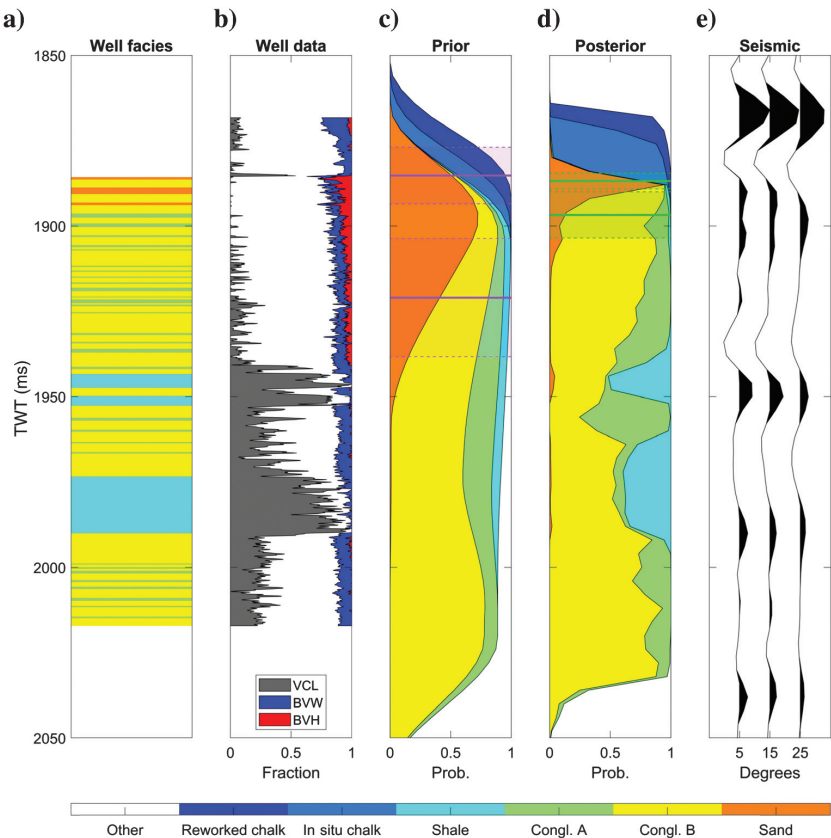 a) b) c) d) e)
Well facies Well data Prior Posterior Seismic
1850
1900
1950
2000
2050
TWT (ms)
VCL
BVW
BVH
0 0.5 1 0 0.5 1 0 0.5 1 5 15 25
Fraction Prob. Prob. Degrees
Other Reworked chalk In situ chalk Shale Congl. A Congl. B Sand